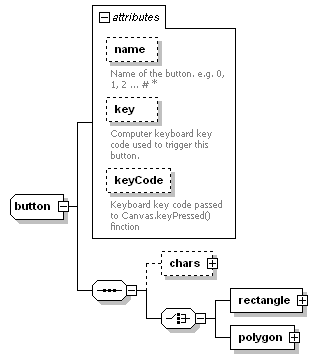 attributes
name
Name of the button. e.g. 0,
1, 2 ... # *
key
Computer keyboard key
code used to trigger this
button.
keyCode
Keyboard key code passed
to Canvas.keyPressed()
finction
button
chars
rectangle
polygon